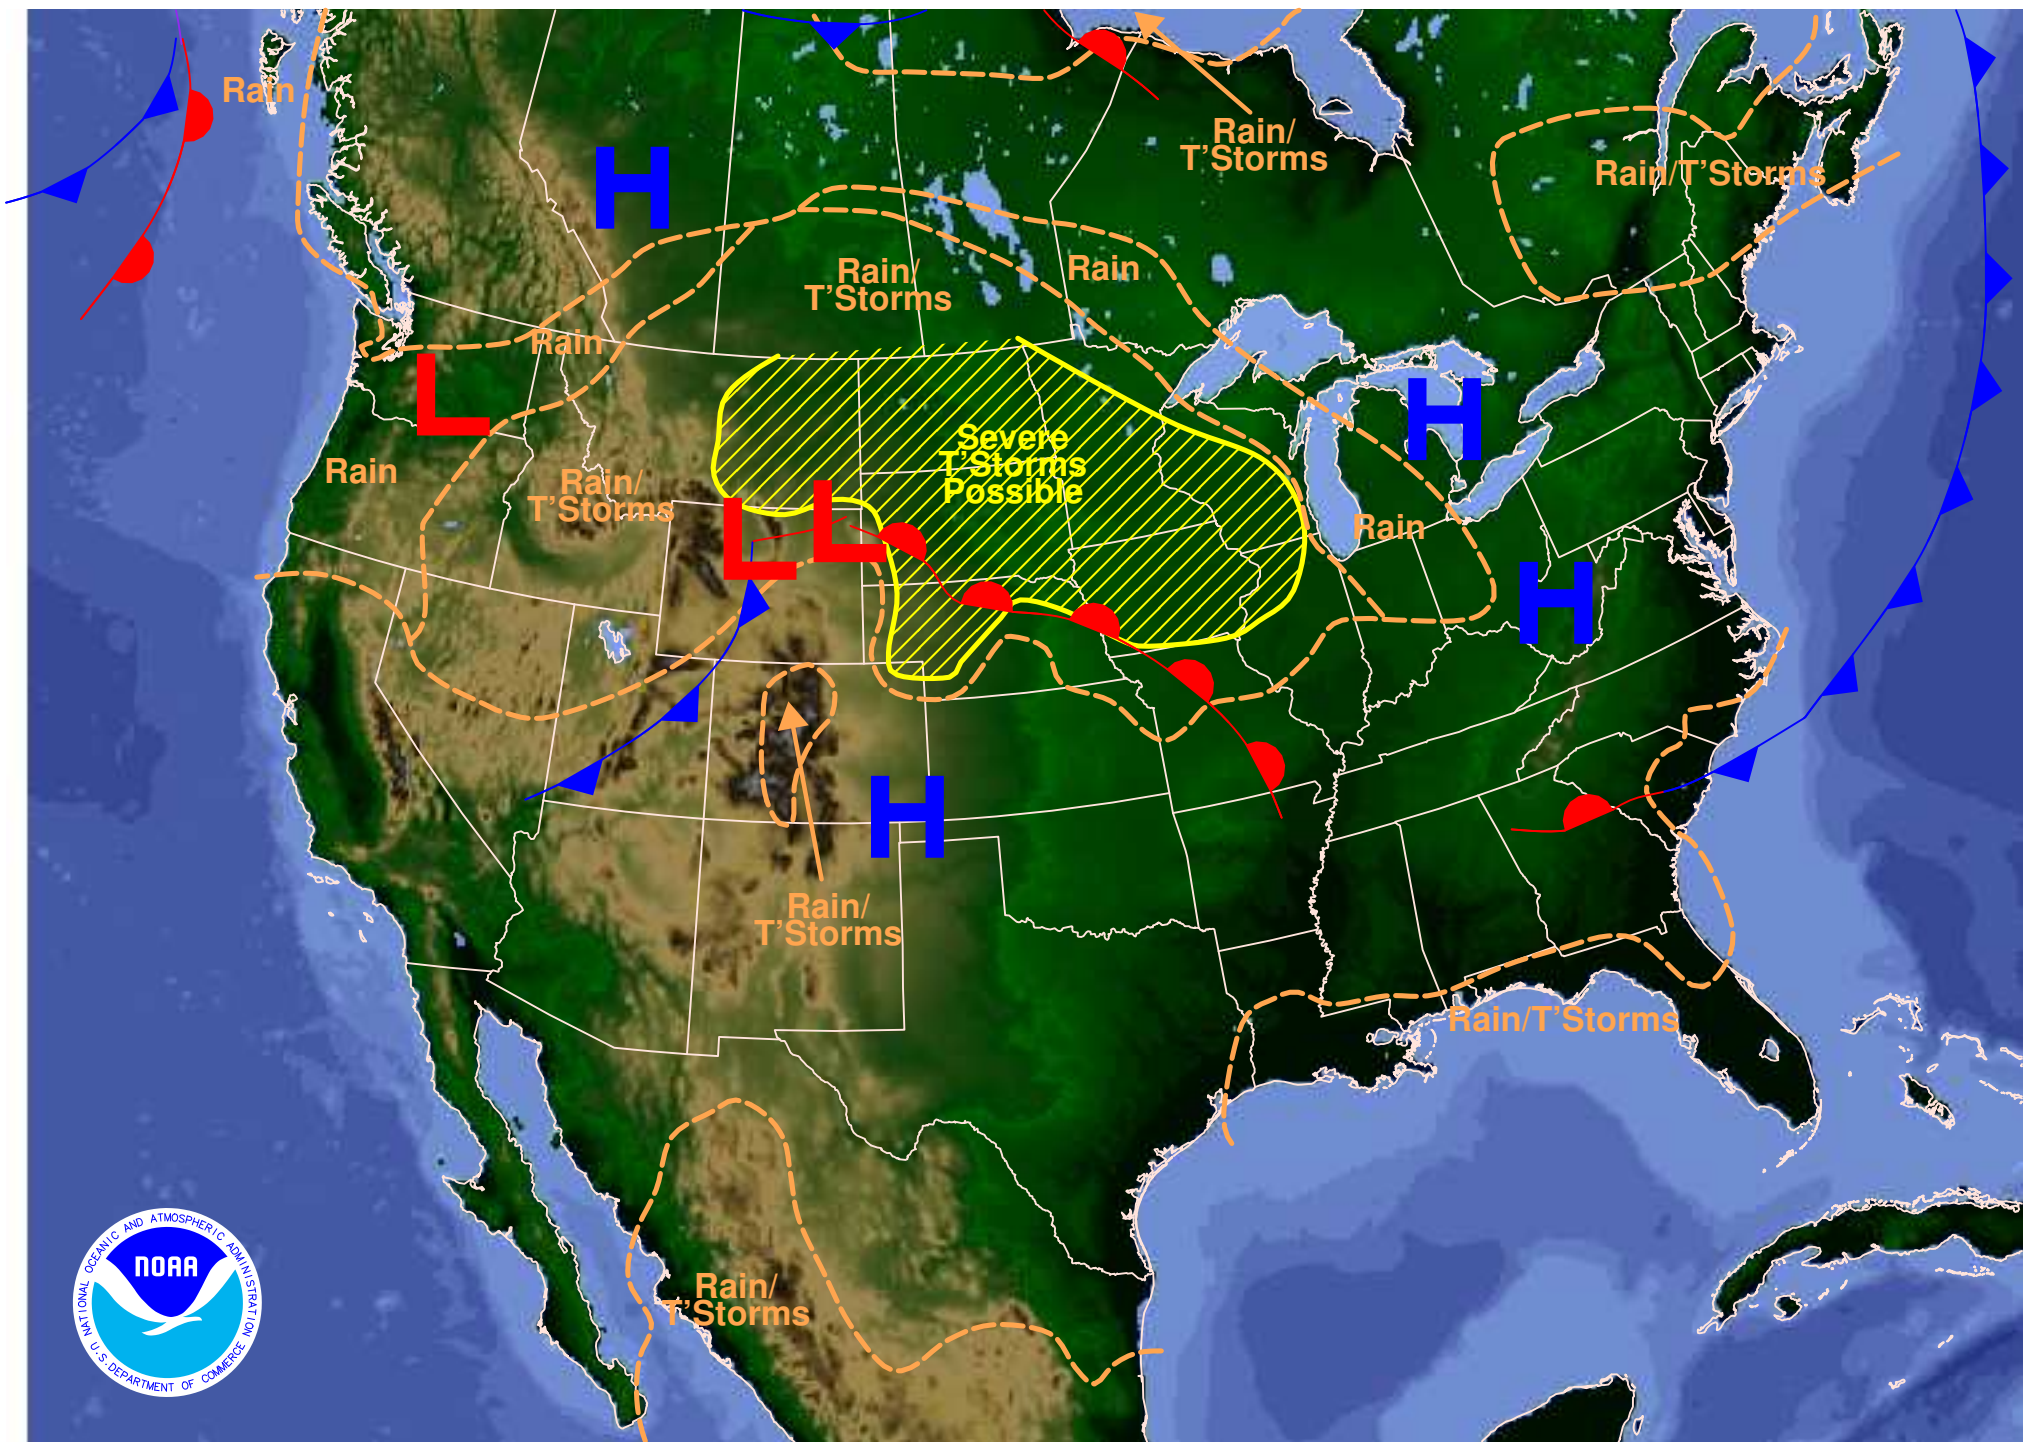 Rain
H
Rain/
T'Storms
Rain/T'Storms
Rain/
T'Storms
Rain
Rain
L
H
Severe
T'Storms
Possible
Rain
Rain/
T'Storms
L
L
Rain
H
H
Rain/
T'Storms
Rain/T'Storms
Rain/
T'Storms
NATIONAL OCEANIC AND ATMOSPHERIC ADMINISTRATION
NOAA
U.S. DEPARTMENT OF COMMERCE